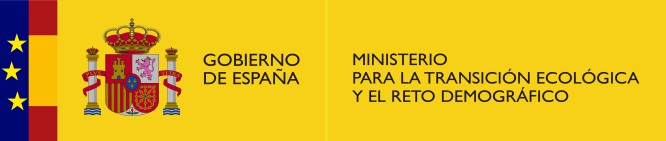 GOBIERNO
DE ESPAÑA
MINISTERIO
PARA LA TRANSICIÓN ECOLÓGICA
Y EL RETO DEMOGRÁFICO